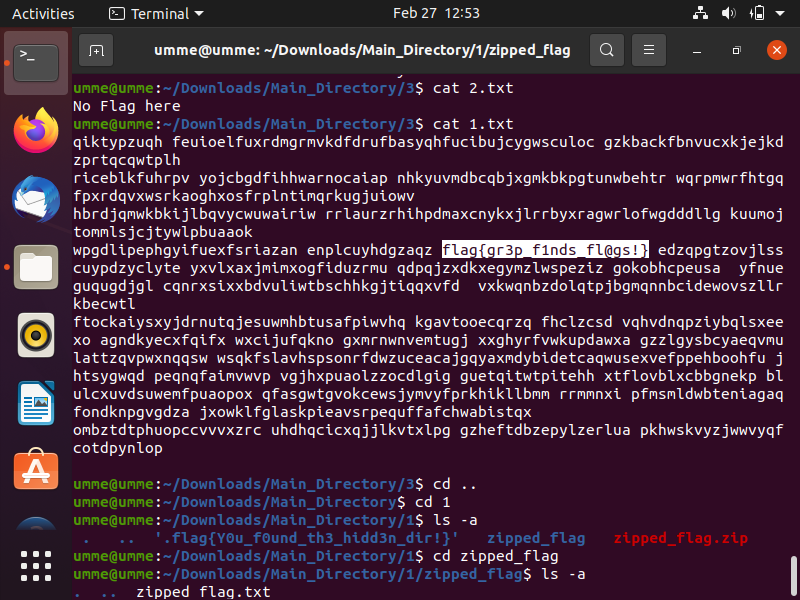 Activities
Terminal
Feb 27 12:53
umme@umme: ~/Downloads/Main_Directory/1/zipped_flag
umme@umme:~/Downloads/Main_Directory/3$ cat 2.txt
No Flag here
umme@umme:~/Downloads/Main_Directory/3$ cat 1.txt
qiktypzuqh feuioelfuxrdmgrmvkdfdrufbasyqhfucibujcygwsculoc gzkbackfbnvucxkjejkd
zprtqcqwtplh
riceblkfuhrpv yojcbgdfihhwarnocaiap nhkyuvmdbcqbjxgmkbkpgtunwbehtr wqrpmwrfhtgq
fpxrdqvxwsrkaoghxosfrplntimqrkugjuiowv
hbrdjqmwkbkijlbqvycwuwairiw rrlaurzrhihpdmaxcnykxjlrrbyxragwrlofwgdddllg kuumoj
tommlsjcjtywlpbuaaok
wpgdlipehgyifuexfsriazan enplcuyhdgzaqz flag{gr3p_f1nds_fl@gs!} edzqpgtzovjlss
cuypdzyclyte yxvlxaxjmimxogfiduzrmu qdpqjzxdkxegymzlwspeziz gokobhcpeusa  yfnue
guqugdjgl cqnrxsixxbdvuliwtbschhkgjtiqqxvfd  vxkwqnbzdolqtpjbgmqnnbcidewovszllr
kbecwtl
ftockaiysxyjdrnutqjesuwmhbtusafpiwvhq kgavtooecqrzq fhclzcsd vqhvdnqpziybqlsxee
xo agndkyecxfqifx wxcijufqkno gxmrnwnvemtugj xxghyrfvwkupdawxa gzzlgysbcyaeqvmu
lattzqvpwxnqqsw wsqkfslavhspsonrfdwzuceacajgqyaxmdybidetcaqwusexvefppehboohfu j
htsygwqd peqnqfaimvwvp vgjhxpuaolzzocdlgig guetqitwtpitehh xtflovblxcbbgnekp bl
ulcxuvdsuwemfpuaopox qfasgwtgvokcewsjymvyfprkhikllbmm rrmmnxi pfmsmldwbteniagaq
fondknpgvgdza jxowklfglaskpieavsrpequffafchwabistqx
ombztdtphuopccvvvxzrc uhdhqcicxqjjlkvtxlpg gzheftdbzepylzerlua pkhwskvyzjwwvyqf
cotdpynlop
umme@umme:~/Downloads/Main_Directory/3$ cd ..
umme@umme:~/Downloads/Main_Directory$ cd 1
umme@umme:~/Downloads/Main_Directory/1$ ls -a
.  ..  '.flag{Y0u_f0und_th3_hidd3n_dir!}'  zipped_flag  zipped_flag.zip
umme@umme:~/Downloads/Main_Directory/1$ cd zipped_flag
umme@umme:~/Downloads/Main_Directory/1/zipped_flag$ ls -a
.  ..  zipped_flag.txt